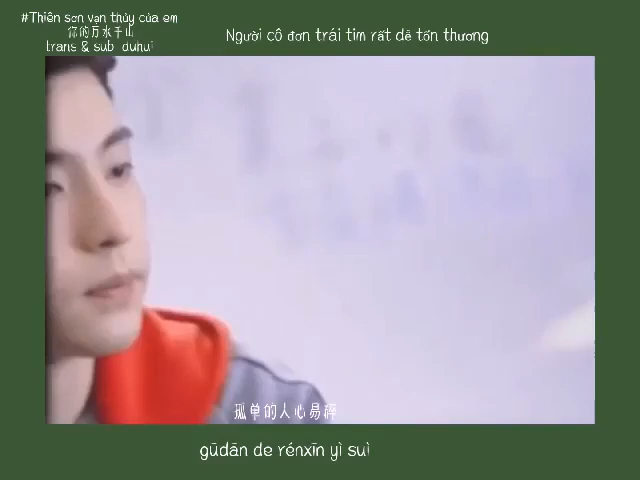 #Thiên sơn vạn thủy của em
你的万水千山
trans & sub duhui
Người cô đơn trái tim rất dễ tổn thương
孤单的人心易碎
gūdān de rénxīn yì suì